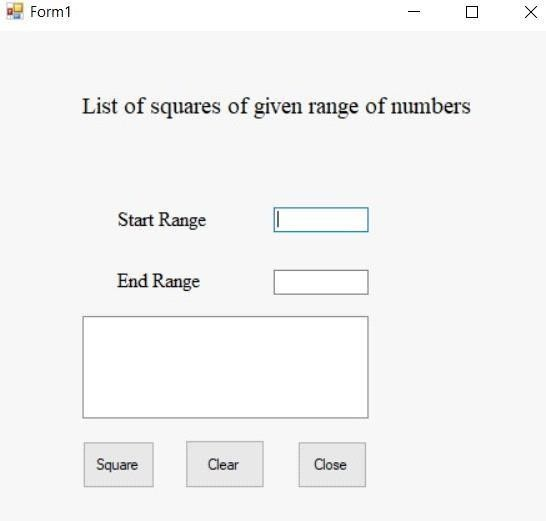 Form1
List of squares of given range of numbers
Start Range
End Range
Square Clear Close